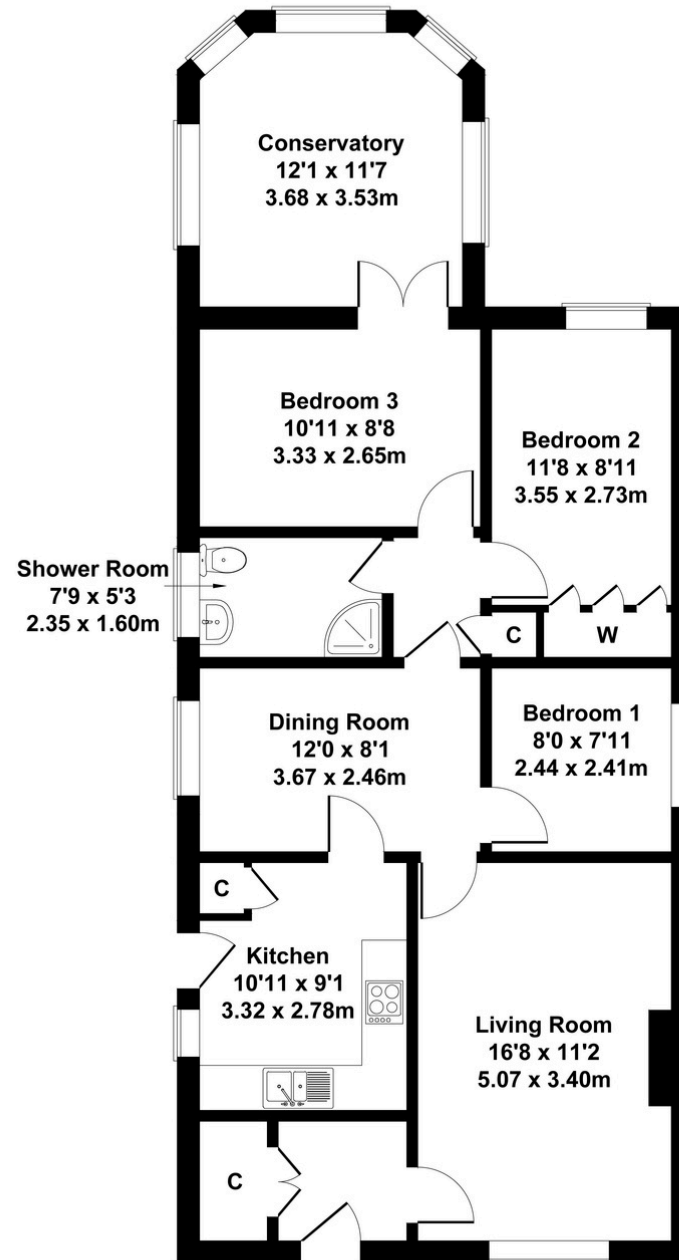 Conservatory
12'1 x 11'7
3.68 x 3.53m
Bedroom 3
10'11 x 8'8
3.33 x 2.65m
Bedroom 2
11'8 x 8'11
3.55 x 2.73m
Shower Room
7'9 x 5'3
2.35 x 1.60m
C
W
Dining Room
12'0 x 8'1
3.67 x 2.46m
Bedroom 1
8'0 x 7'11
2.44 x 2.41m
C
Kitchen
10'11 x 9'1
3.32 x 2.78m
Living Room
16'8 x 11'2
5.07 x 3.40m
C